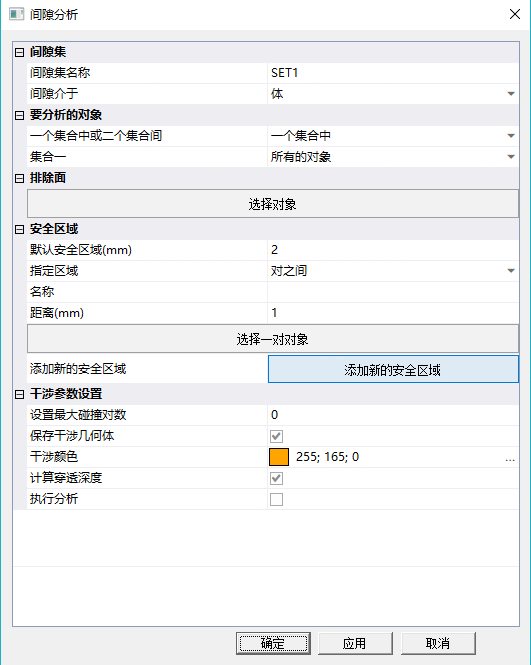 间隙分析
间隙集
间隙集名称 SET1
间隙介于 体
要分析的对象
一个集合中或二个集合间 一个集合中
集合一 所有的对象
排除面
选择对象
安全区域
默认安全区域(mm) 2
指定区域 对之间
名称
距离(mm) 1
选择一对对象
添加新的安全区域 添加新的安全区域
干涉参数设置
设置最大碰撞对数 0
保存干涉几何体
干涉颜色 255; 165; 0 ...
计算穿透深度
执行分析
确定 应用 取消